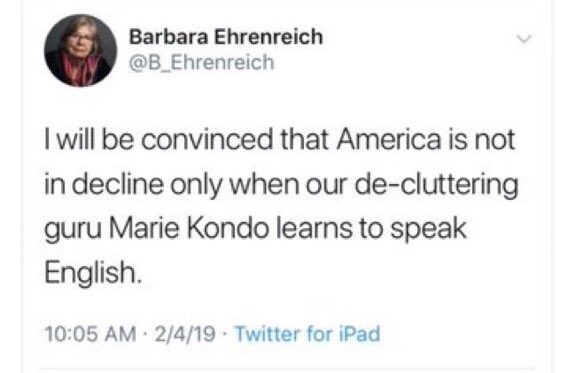 Barbara Ehrenreich
@B_Ehrenreich
I will be convinced that America is not
in decline only when our de-cluttering
guru Marie Kondo learns to speak
English.
10:05 AM · 2/4/19 · Twitter for iPad